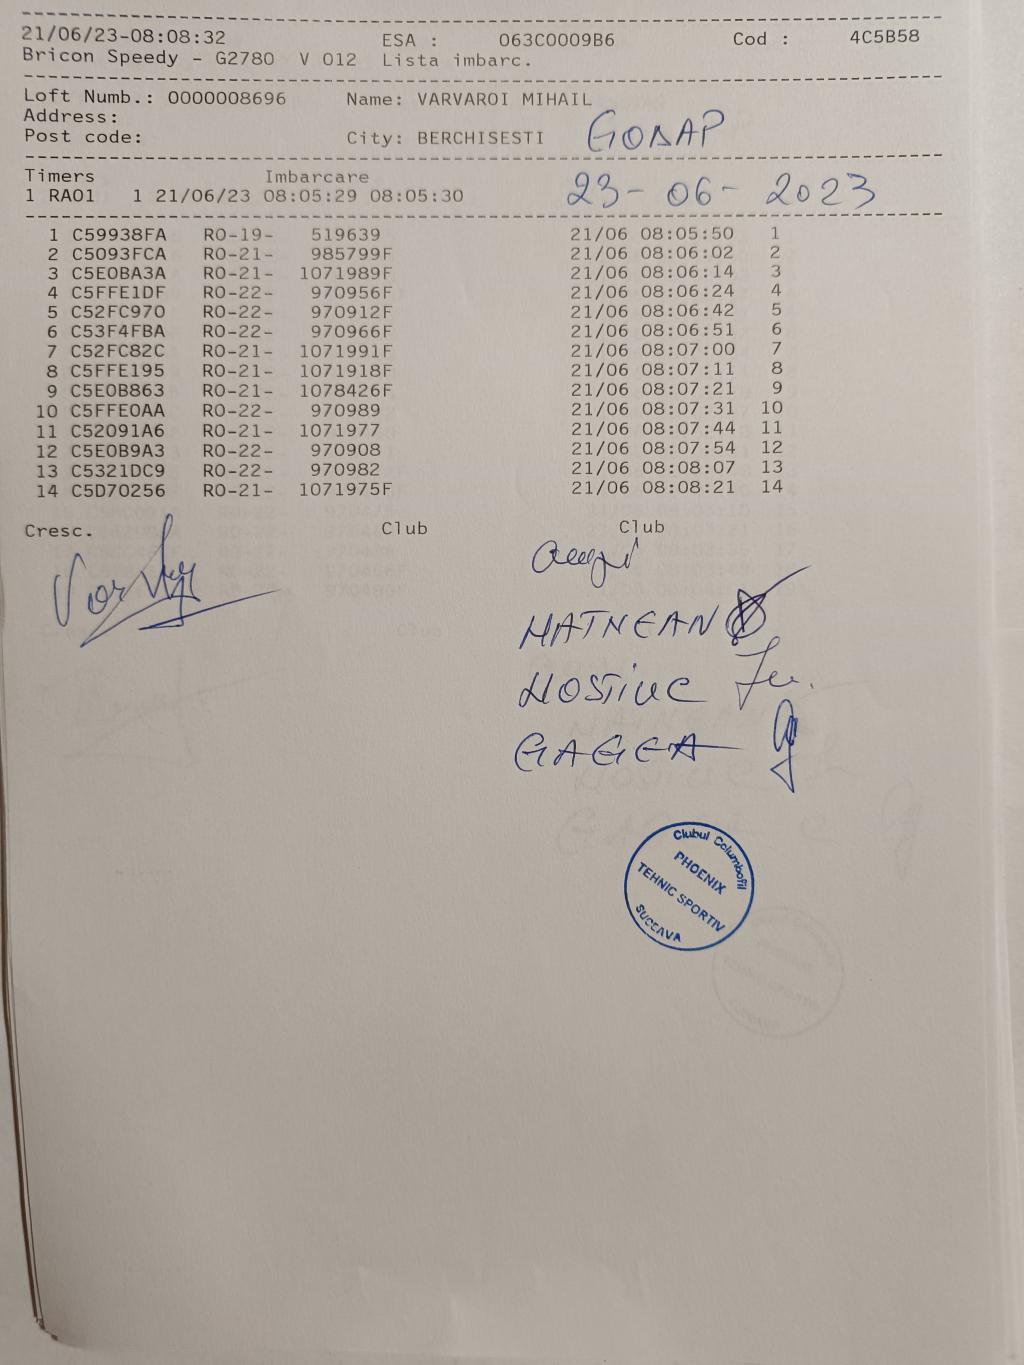 21/06/23-08:08:32 ESA : 063C0009B6 Cod : 4C5B58
Bricon Speedy - G2780 V 012 Lista imbarc.
Loft Numb.: 0000008696 Name: VARVAROI MIHAIL
Address:
Post code: City: BERCHISESTI GODAP
Timers Imbarcare
1 RA01 1 21/06/23 08:05:29 08:05:30 23-06-2023
1 C59938FA RO-19- 519639 21/06 08:05:50 1
2 C5093FCA RO-21- 985799F 21/06 08:06:02 2
3 C5E0BA3A RO-21- 1071989F 21/06 08:06:14 3
4 C5FFE1DF RO-22- 970956F 21/06 08:06:24 4
5 C52FC970 RO-22- 970912F 21/06 08:06:42 5
6 C53F4FBA RO-22- 970966F 21/06 08:06:51 6
7 C52FC82C RO-21- 1071991F 21/06 08:07:00 7
8 C5FFE195 RO-21- 1071918F 21/06 08:07:11 8
9 C5E0B863 RO-21- 1078426F 21/06 08:07:21 9
10 C5FFE0AA RO-22- 970989 21/06 08:07:31 10
11 C52091A6 RO-21- 1071977 21/06 08:07:44 11
12 C5E0B9A3 RO-22- 970908 21/06 08:07:54 12
13 C5321DC9 RO-22- 970982 21/06 08:08:07 13
14 C5D70256 RO-21- 1071975F 21/06 08:08:21 14
Cresc. Club Club
MATNEAN
HOSTIUC
GAGEA
Clubul Columbofil
PHOENIX
TEHNIC SPORTIV
SUCEAVA